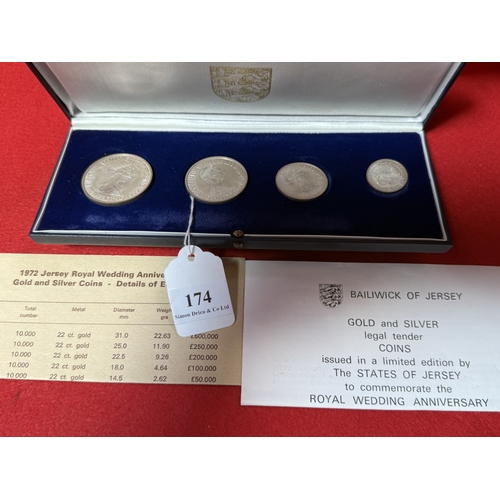 1972 Jersey Royal Wedding
Gold and Silver Coins - Details of
Total number Metal Diameter mm
10.000 22 ct. gold 31.0 22.63 £500,000
10.000 22 ct. gold 25.0 11.90 £250,000
10.000 22 ct. gold 22.5 9.26 £200,000
10.000 22 ct. gold 18.0 4.64 £100,000
10.000 22 ct. gold 14.5 2.62 £50,000
174
Simon Drien & Co Ltd
BAILIWICK OF JERSEY
GOLD and SILVER
legal tender
COINS
issued in a limited edition by
The STATES OF JERSEY
to commemorate the
ROYAL WEDDING ANNIVERSARY